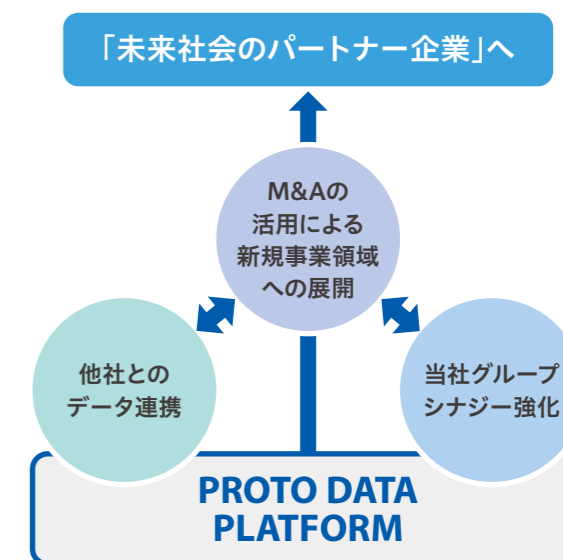 「未来社会のパートナー企業」へ
M&Aの
活用による
新規事業領域
への展開
他社との
データ連携
当社グループ
シナジー強化
PROTO DATA
PLATFORM